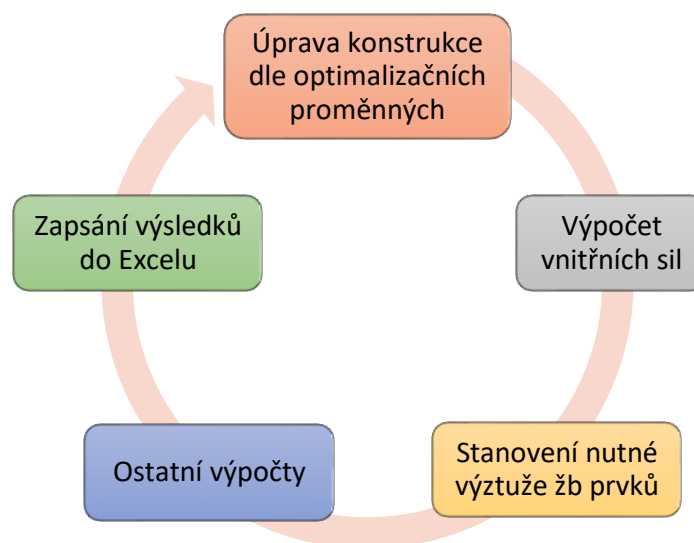 Úprava konstrukce
dle optimalizačních
proměnných
Výpočet
vnitřních sil
Stanovení nutné
výztuže žb prvků
Ostatní výpočty
Zapsání výsledků
do Excelu